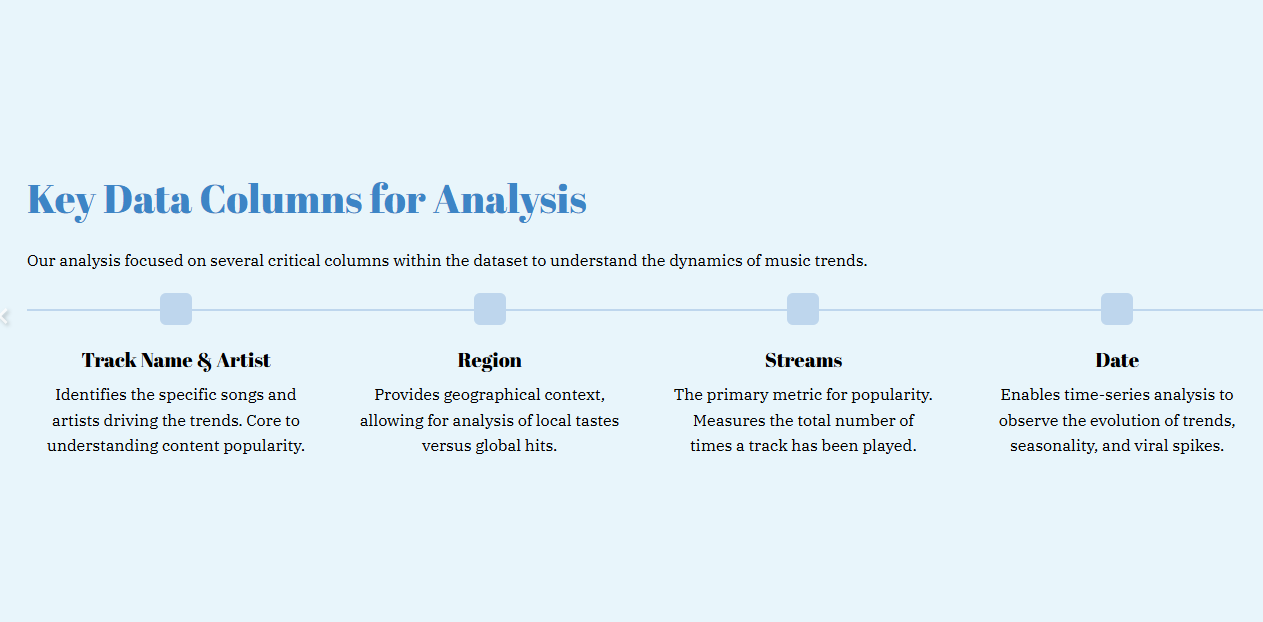 Key Data Columns for Analysis
Our analysis focused on several critical columns within the dataset to understand the dynamics of music trends.
Track Name & Artist
Identifies the specific songs and
artists driving the trends. Core to
understanding content popularity.
Region
Provides geographical context,
allowing for analysis of local tastes
versus global hits.
Streams
The primary metric for popularity.
Measures the total number of
times a track has been played.
Date
Enables time-series analysis to
observe the evolution of trends,
seasonality, and viral spikes.